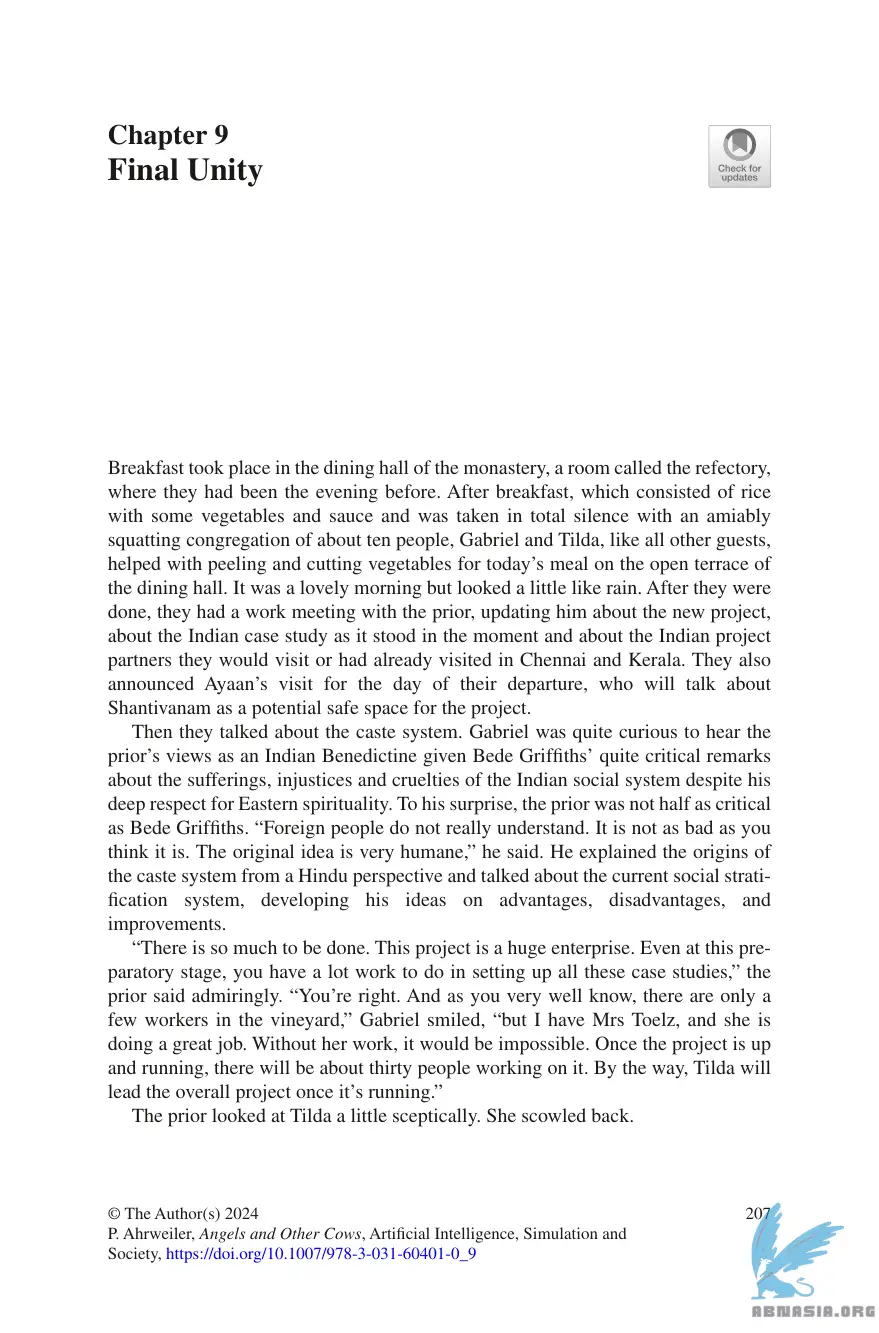 Chapter 9
Final Unity
Check for
updates
Breakfast took place in the dining hall of the monastery, a room called the refectory,
where they had been the evening before. After breakfast, which consisted of rice
with some vegetables and sauce and was taken in total silence with an amiably
squatting congregation of about ten people, Gabriel and Tilda, like all other guests,
helped with peeling and cutting vegetables for today’s meal on the open terrace of
the dining hall. It was a lovely morning but looked a little like rain. After they were
done, they had a work meeting with the prior, updating him about the new project,
about the Indian case study as it stood in the moment and about the Indian project
partners they would visit or had already visited in Chennai and Kerala. They also
announced Ayaan’s visit for the day of their departure, who will talk about
Shantivanam as a potential safe space for the project.
Then they talked about the caste system. Gabriel was quite curious to hear the
prior’s views as an Indian Benedictine given Bede Griffiths’ quite critical remarks
about the sufferings, injustices and cruelties of the Indian social system despite his
deep respect for Eastern spirituality. To his surprise, the prior was not half as critical
as Bede Griffiths. “Foreign people do not really understand. It is not as bad as you
think it is. The original idea is very humane,” he said. He explained the origins of
the caste system from a Hindu perspective and talked about the current social strati-
fication system, developing his ideas on advantages, disadvantages, and
improvements.
“There is so much to be done. This project is a huge enterprise. Even at this pre-
paratory stage, you have a lot work to do in setting up all these case studies,” the
prior said admiringly. “You’re right. And as you very well know, there are only a
few workers in the vineyard,” Gabriel smiled, “but I have Mrs Toelz, and she is
doing a great job. Without her work, it would be impossible. Once the project is up
and running, there will be about thirty people working on it. By the way, Tilda will
lead the overall project once it’s running.”
The prior looked at Tilda a little sceptically. She scowled back.
© The Author(s) 2024
207
P. Ahrweiler, Angels and Other Cows, Artificial Intelligence, Simulation and
Society, https://doi.org/10.1007/978-3-031-60401-0_9
ABNASIA.ORG